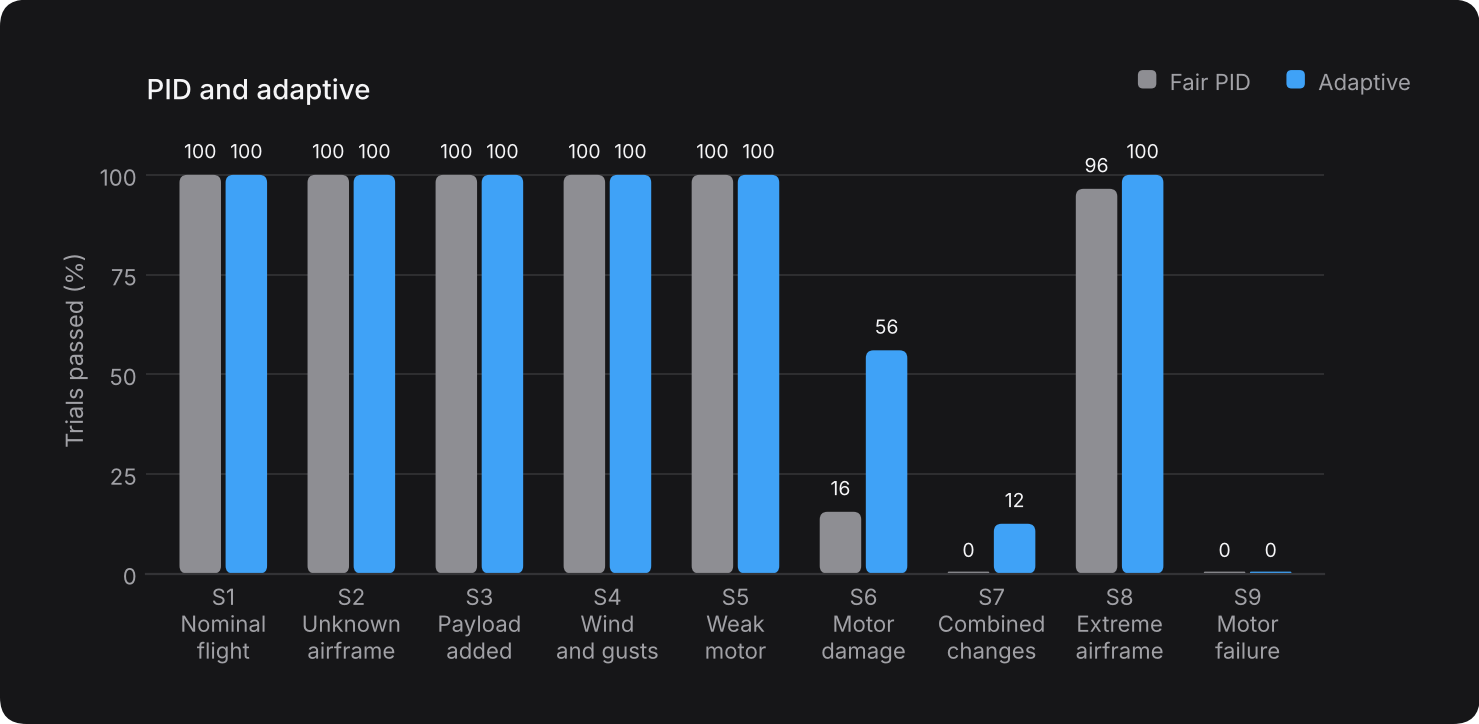 PID and adaptive
Fair PID
Adaptive
Trials passed (%)
100
75
50
25
0
100 100
100 100
100 100
100 100
100 100
16 56
0 12
96 100
0 0
S1
Nominal
flight
S2
Unknown
airframe
S3
Payload
added
S4
Wind
and gusts
S5
Weak
motor
S6
Motor
damage
S7
Combined
changes
S8
Extreme
airframe
S9
Motor
failure